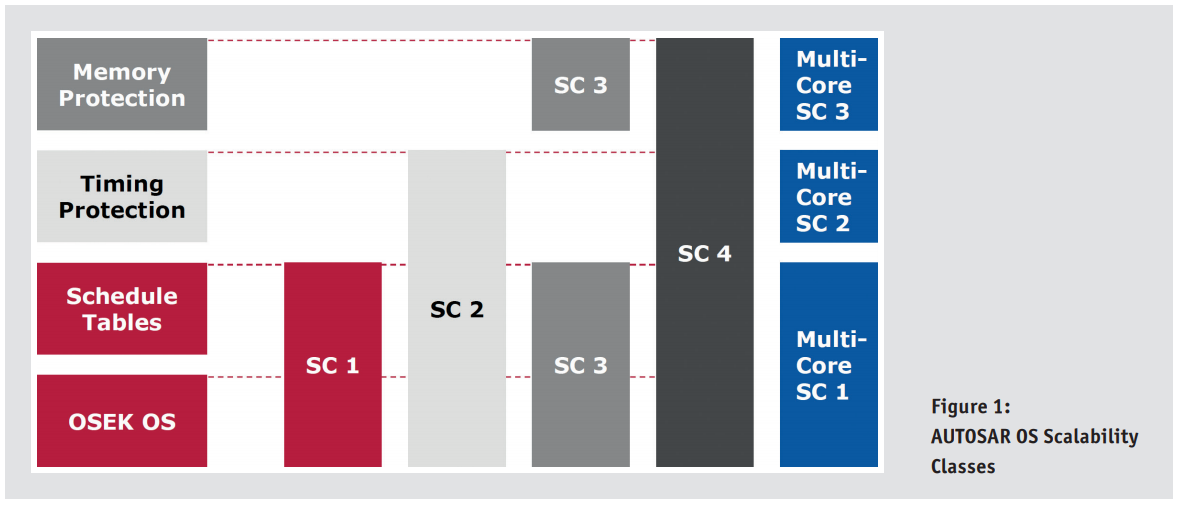 Memory
Protection
Timing
Protection
Schedule
Tables
OSEK OS
SC 1
SC 2
SC 3
SC 3
SC 4
Multi-
Core
SC 3
Multi-
Core
SC 2
Multi-
Core
SC 1
Figure 1:
AUTOSAR OS Scalability
Classes